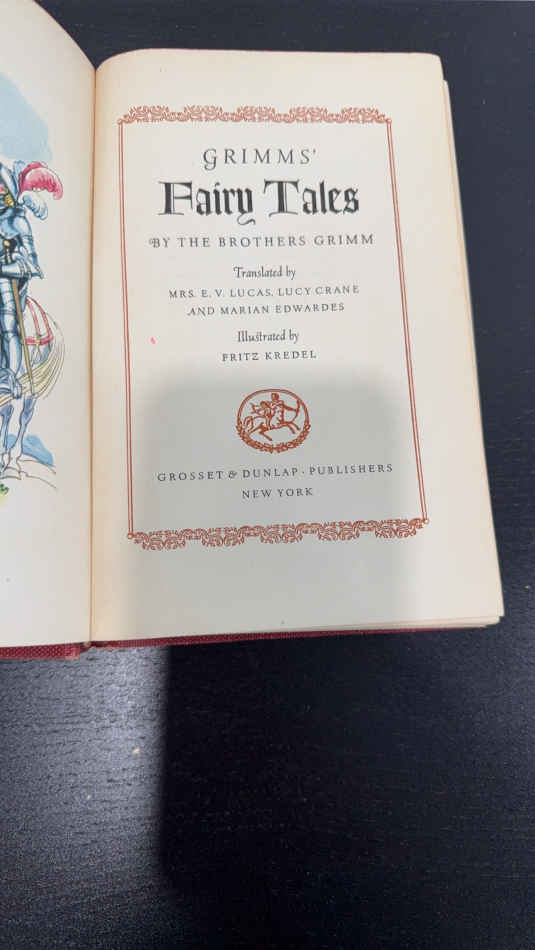 GRIMMS'
Fairy Tales
BY THE BROTHERS GRIMM
Translated by
MRS. E. V. LUCAS, LUCY CRANE
AND MARIAN EDWARDES
Illustrated by
FRITZ KREDEL
GROSSET & DUNLAP · PUBLISHERS
NEW YORK